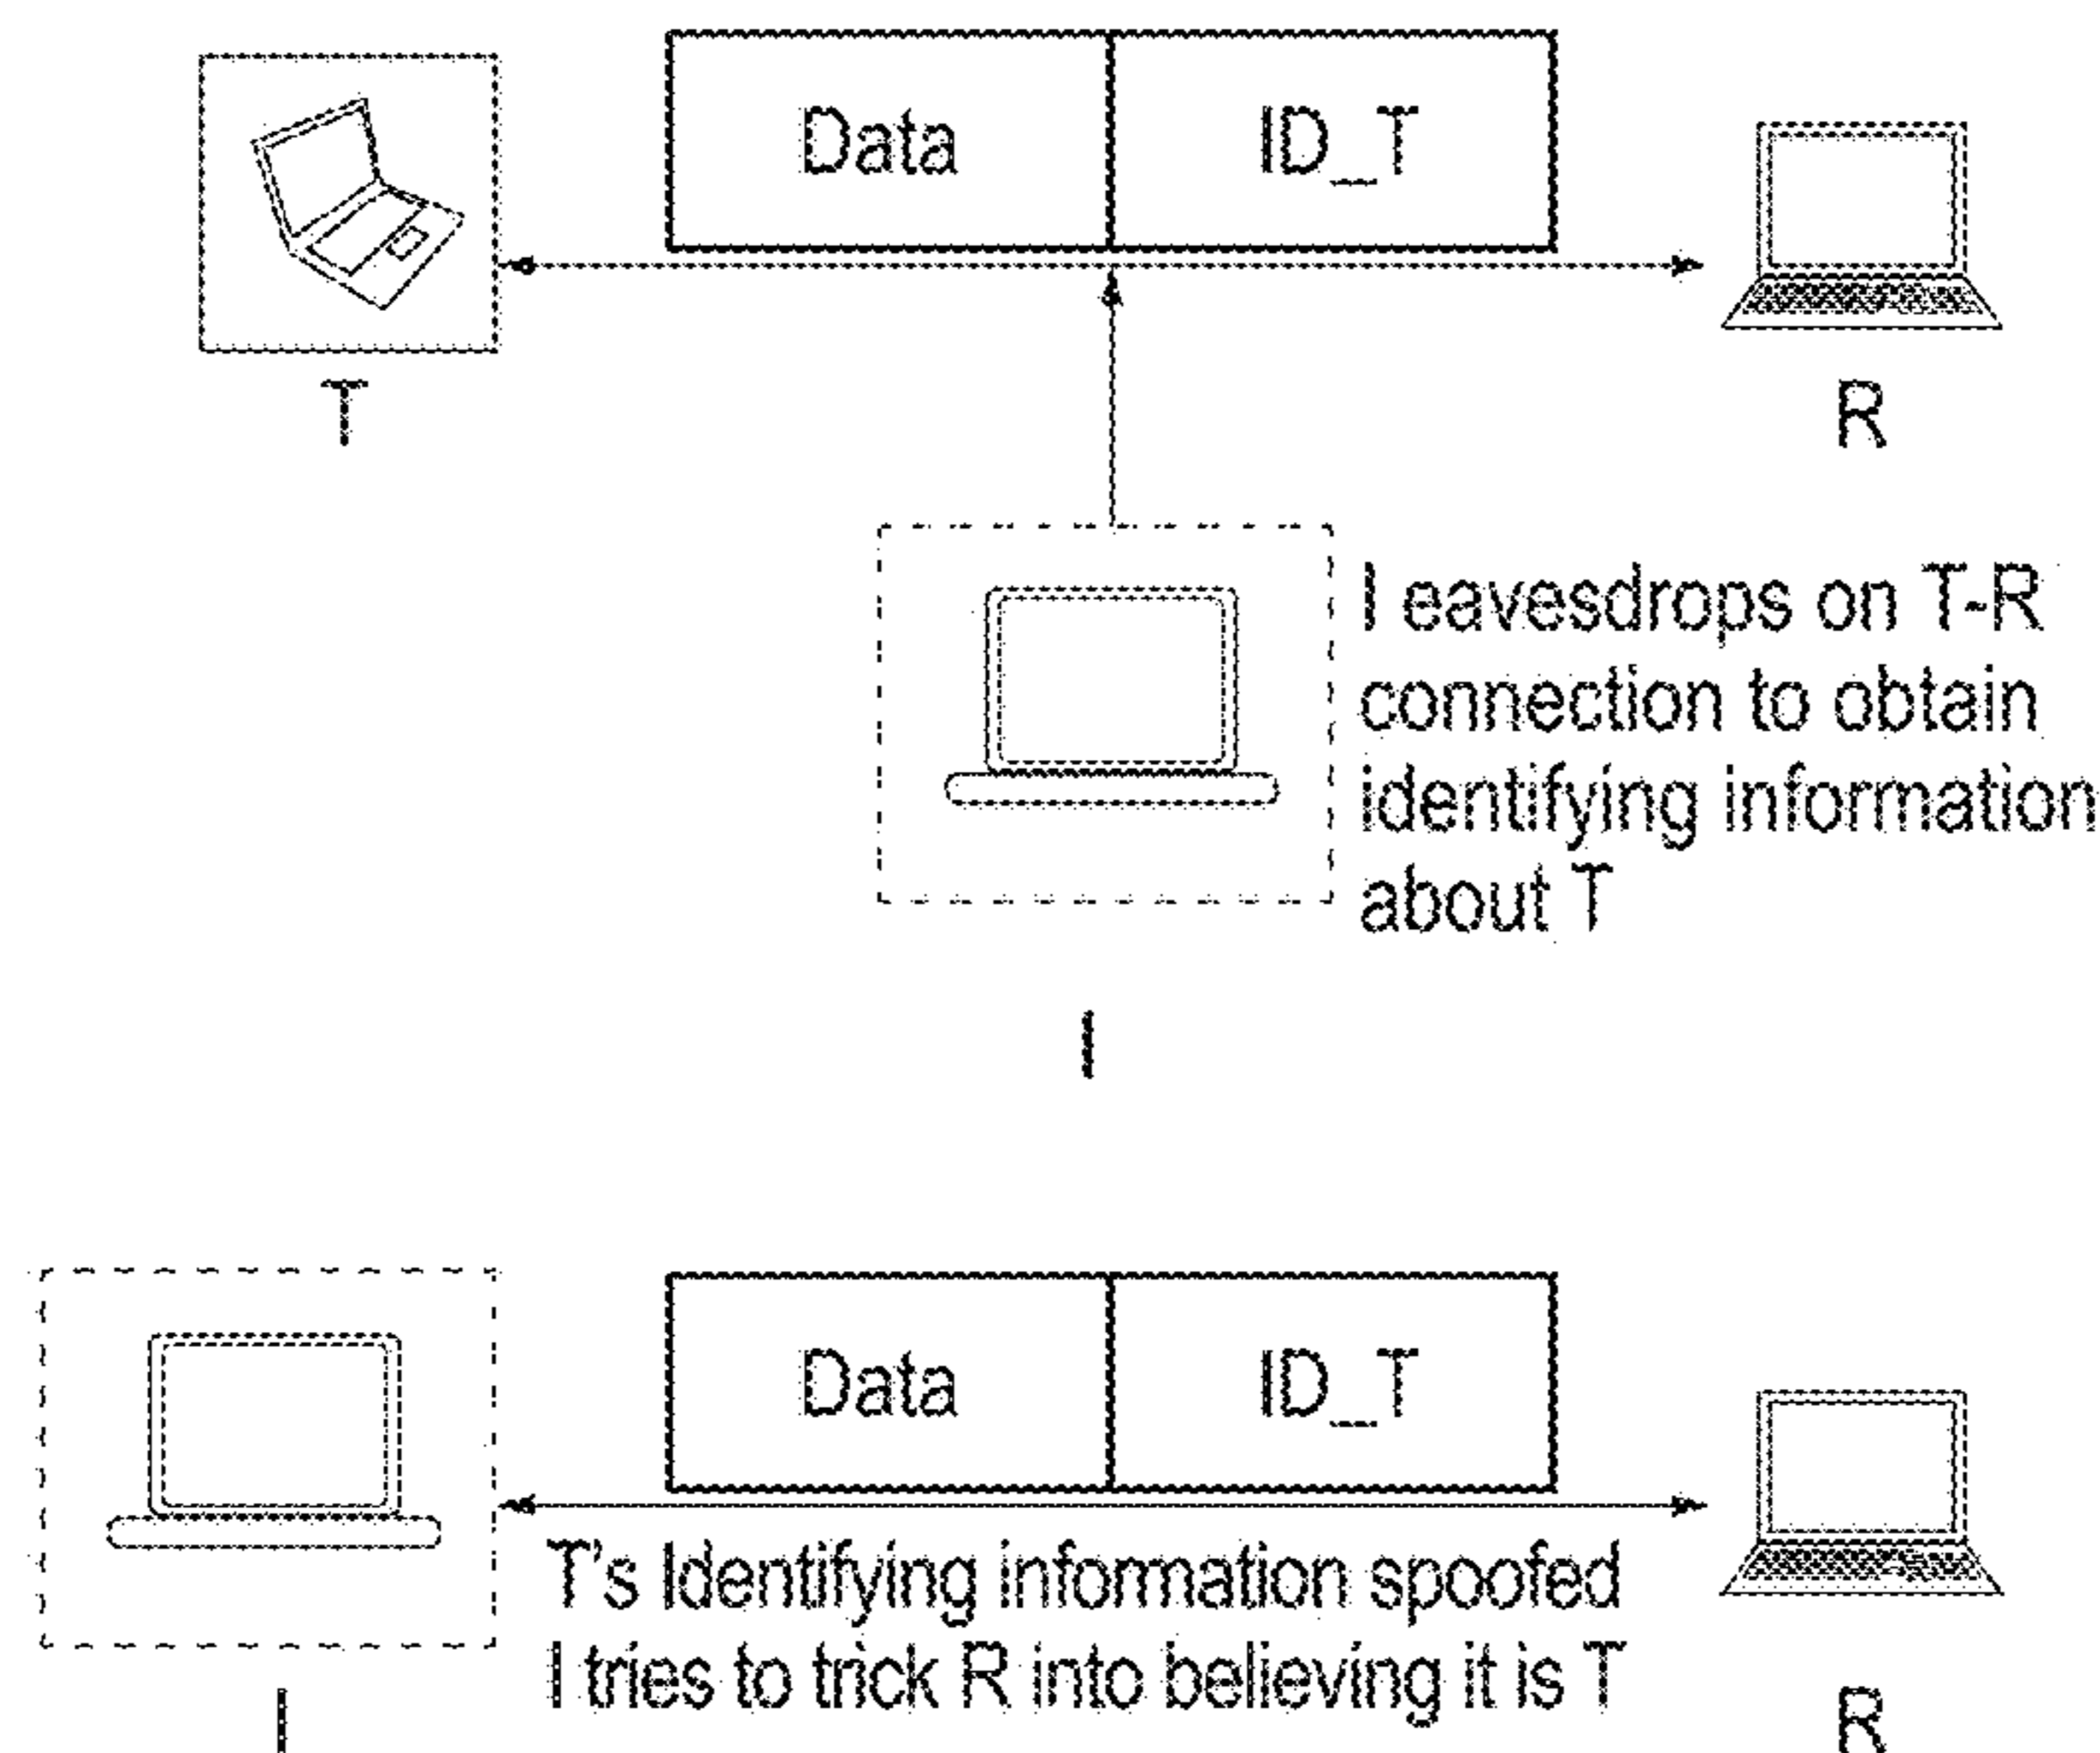 Data ID_T
T
R
I eavesdrops on T-R
connection to obtain
identifying information
about T
I
Data ID_T
T's Identifying information spoofed
I tries to trick R into believing it is T
I
R